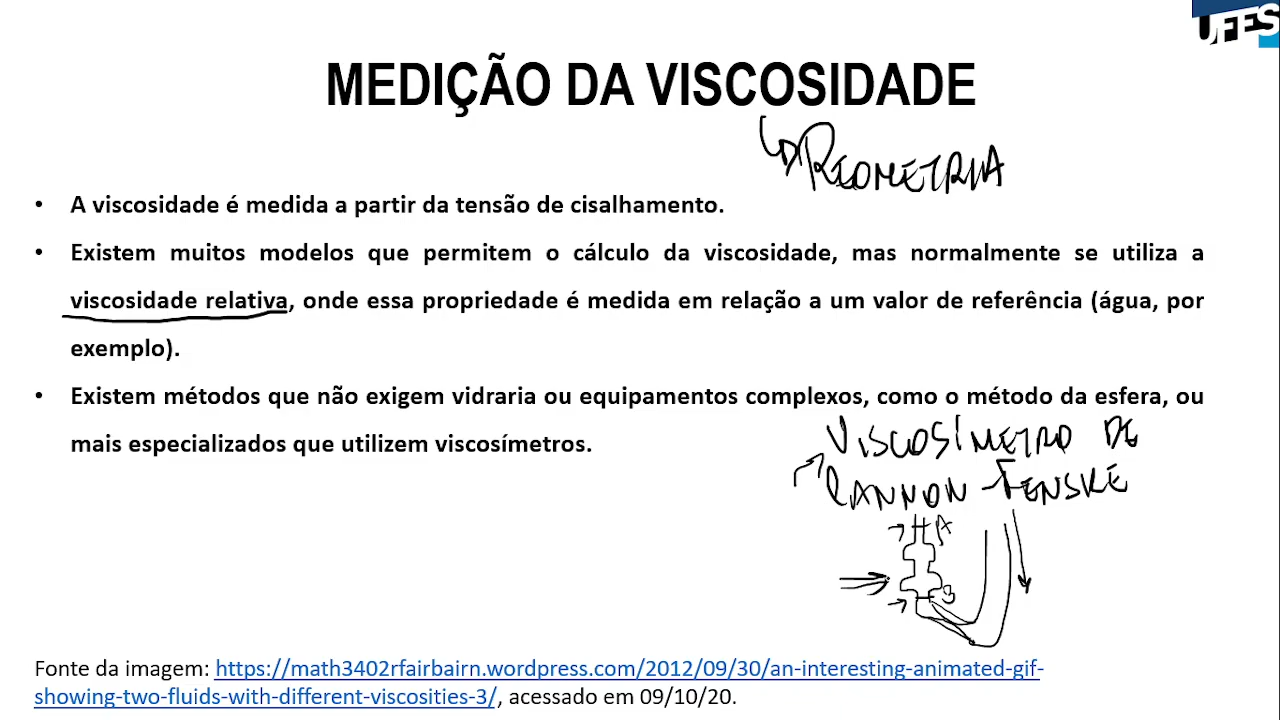 UFES
MEDIÇÃO DA VISCOSIDADE
REOMETRIA
• A viscosidade é medida a partir da tensão de cisalhamento.
• Existem muitos modelos que permitem o cálculo da viscosidade, mas normalmente se utiliza a
viscosidade relativa, onde essa propriedade é medida em relação a um valor de referência (água, por
exemplo).
• Existem métodos que não exigem vidraria ou equipamentos complexos, como o método da esfera, ou
mais especializados que utilizem viscosímetros.
VISCOSÍMETRO DE
CANNON-FENSKE
A
B
Fonte da imagem: https://math3402rfairbairn.wordpress.com/2012/09/30/an-interesting-animated-gif-
showing-two-fluids-with-different-viscosities-3/, acessado em 09/10/20.